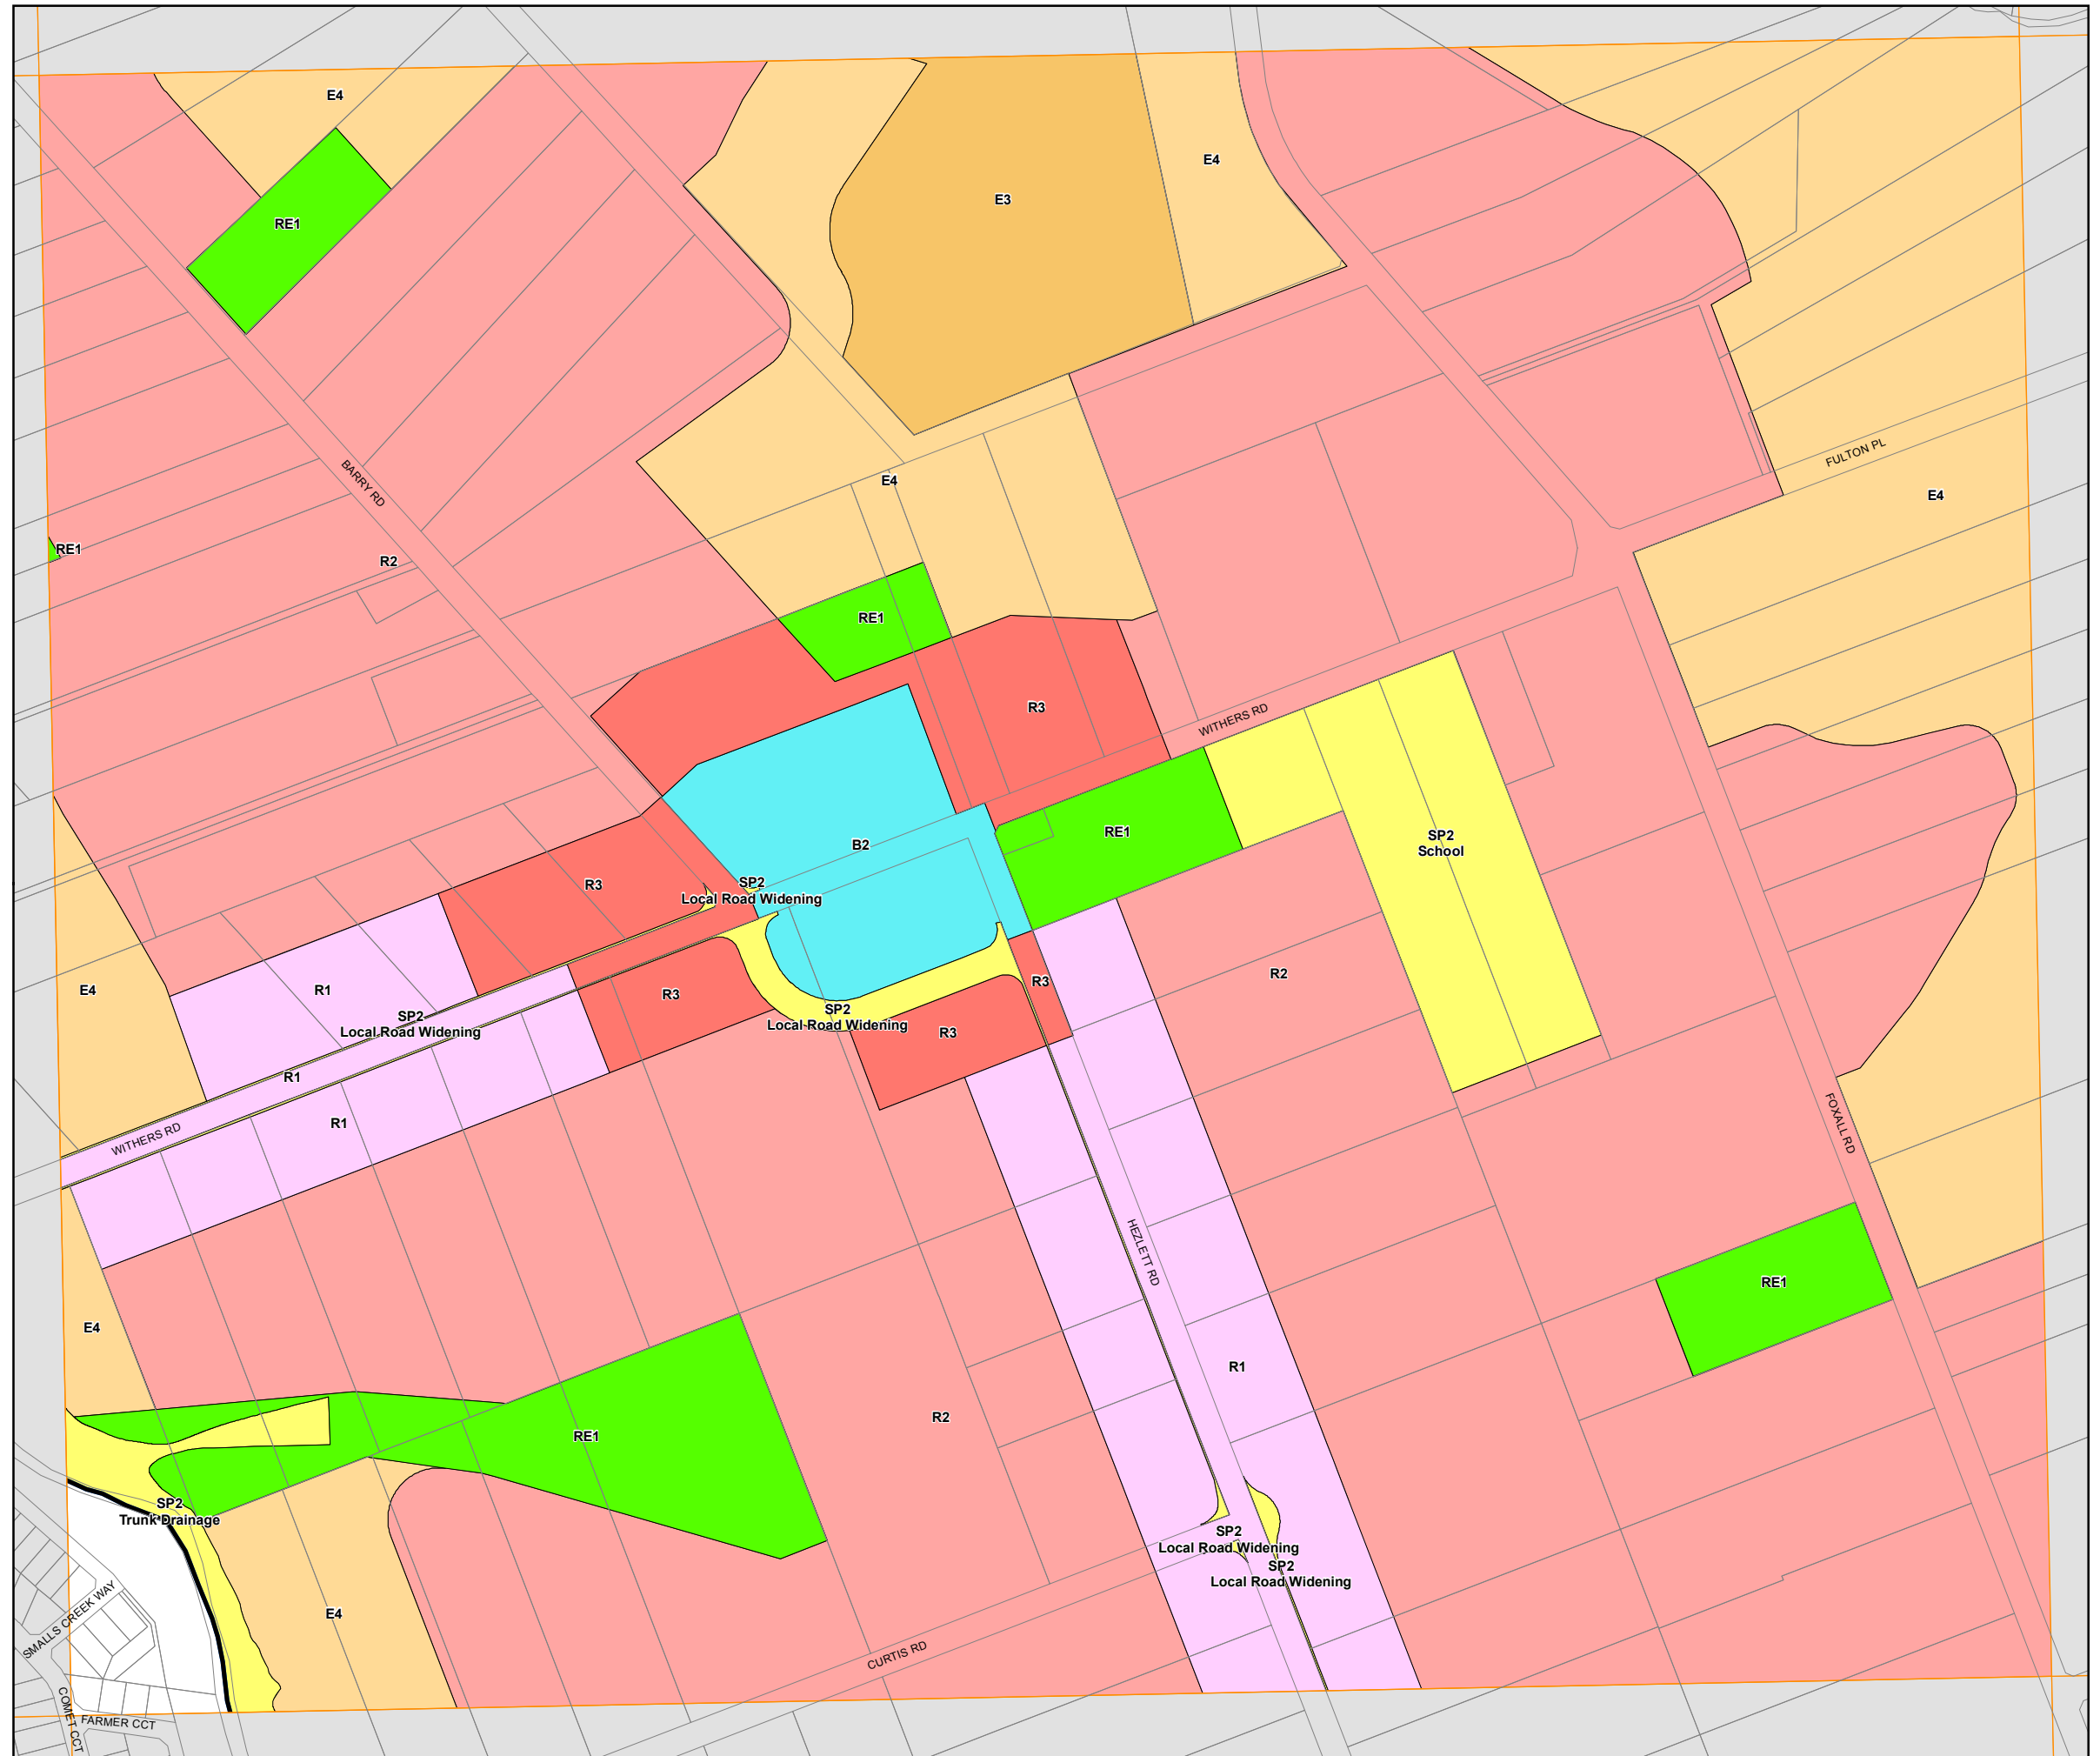 E4
E4
E3
RE1
BARRY RD
FULTON PL
E4
E4
RE1
R2
RE1
R3
WITHERS RD
RE1
B2
SP2
School
R3
SP2
Local Road Widening
R2
R3
E4
R1
R3
SP2
Local Road Widening
SP2
Local Road Widening
R3
R1
R1
WITHERS RD
FOXALL RD
HEZLETT RD
RE1
E4
R1
R2
RE1
SP2
Trunk Drainage
SP2
Local Road Widening
SP2
Local Road Widening
E4
SMALLS CREEK WAY
CURTIS RD
COMET CCT
FARMER CCT